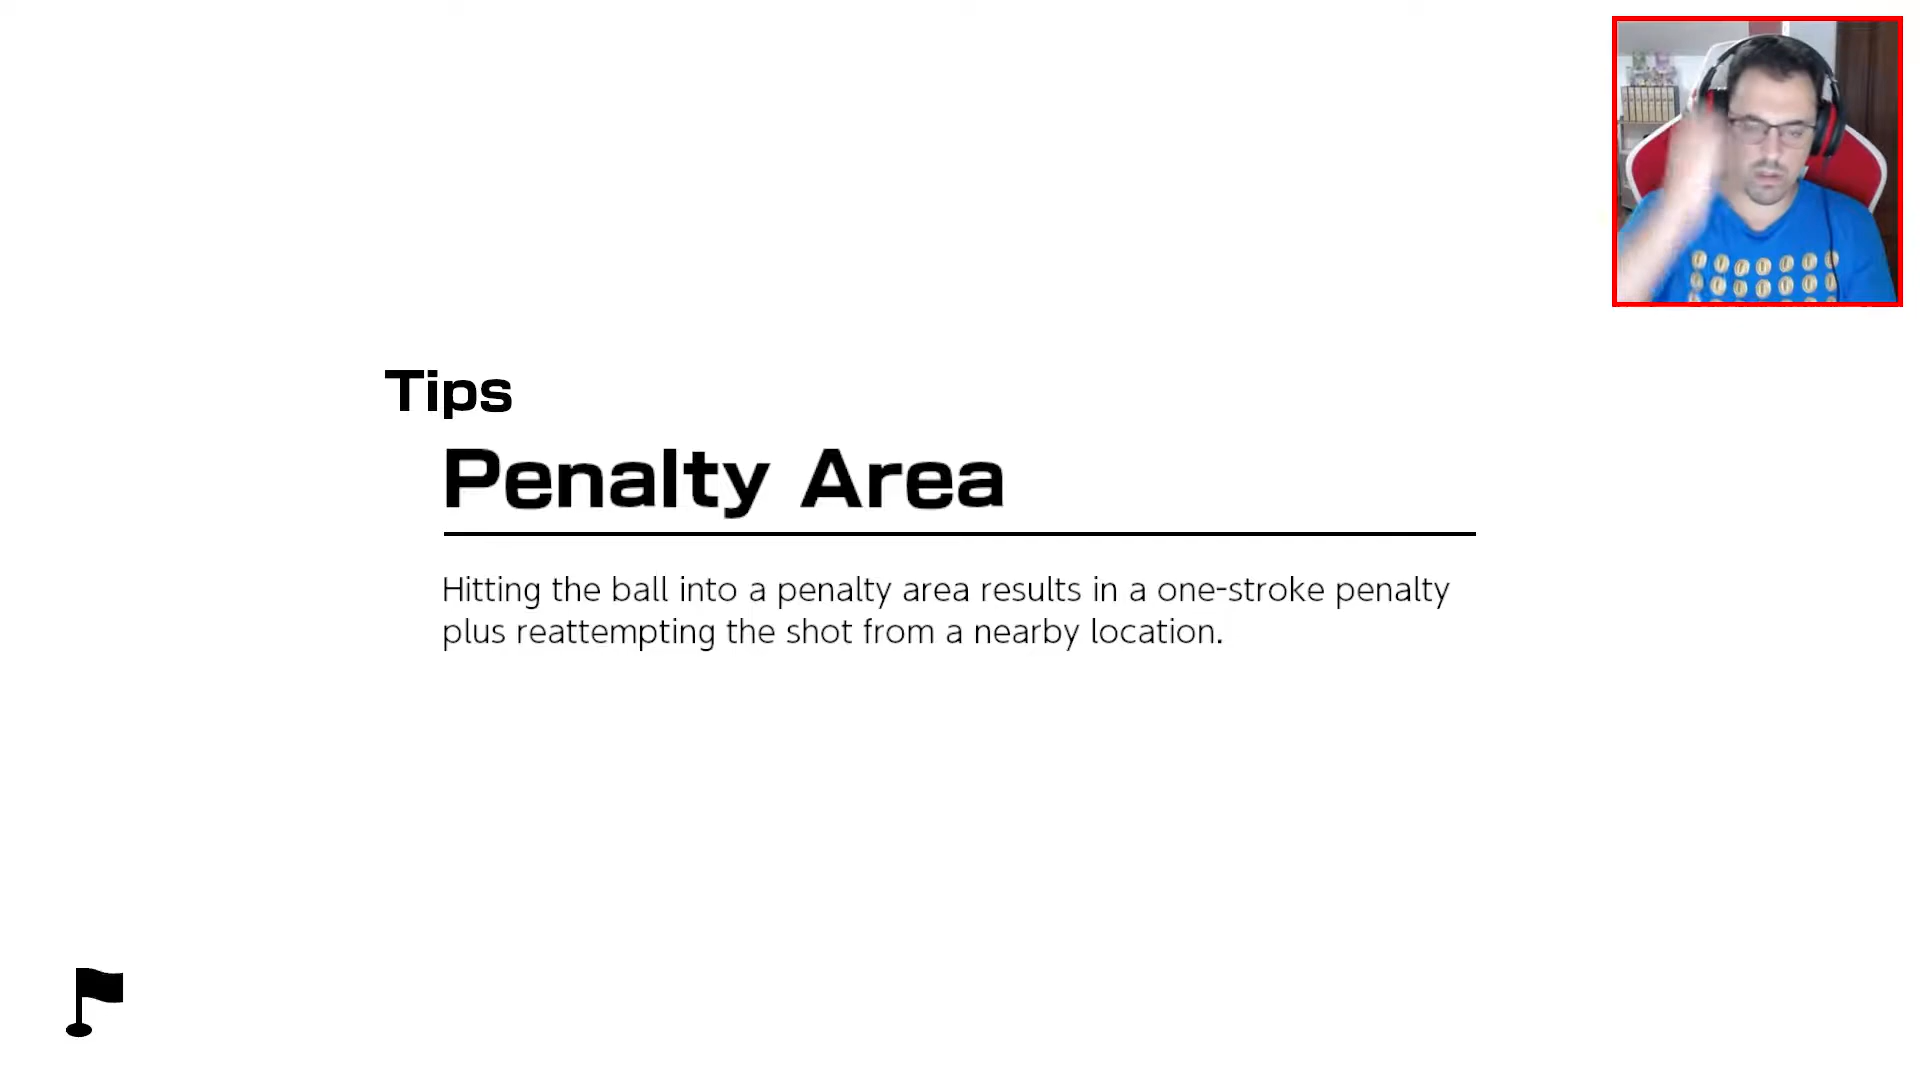 Tips
Penalty Area
Hitting the ball into a penalty area results in a one-stroke penalty
plus reattempting the shot from a nearby location.